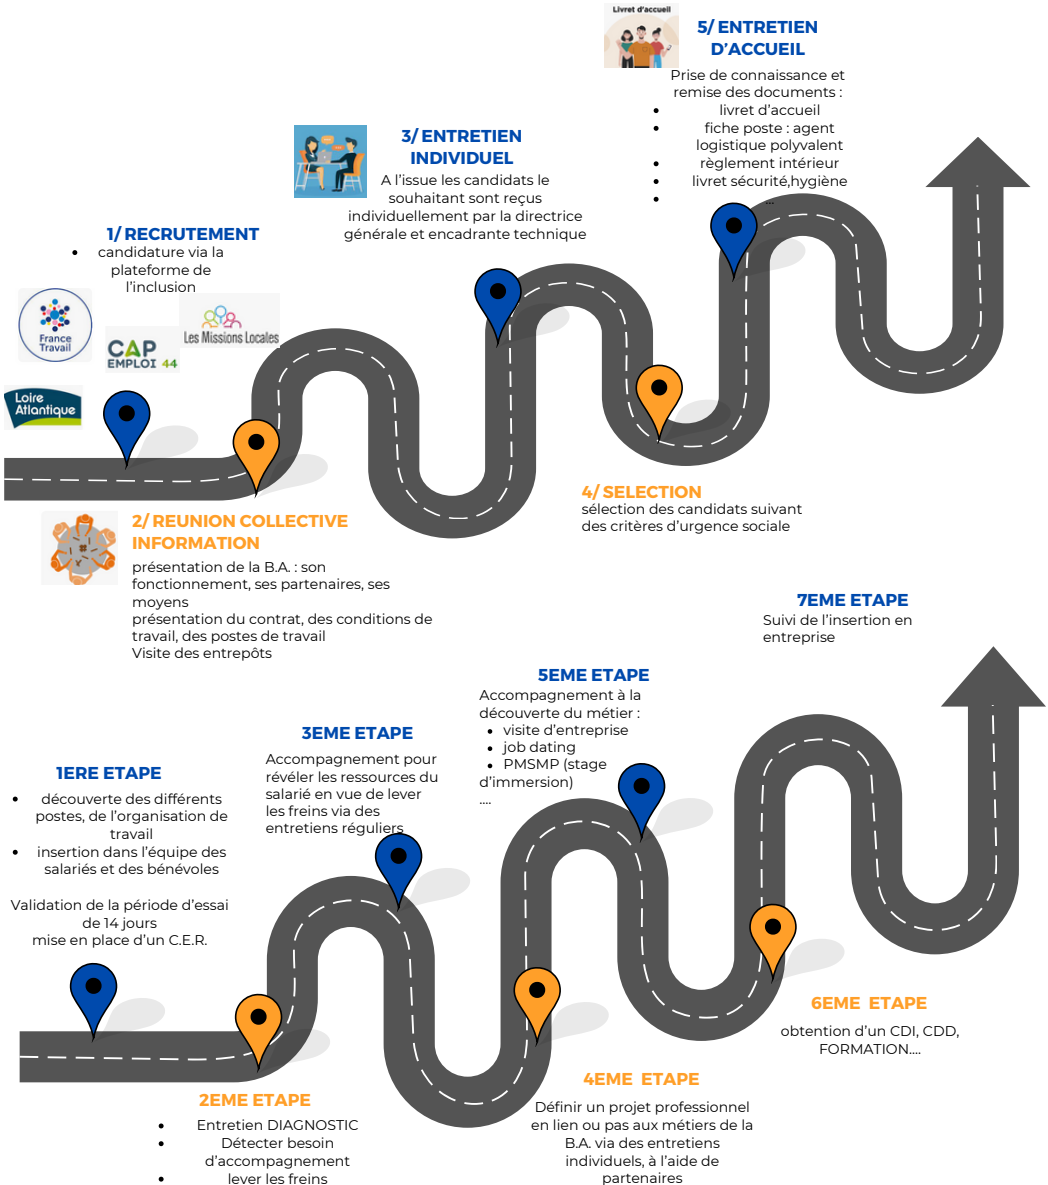 1/ RECRUTEMENT
candidature via la
plateforme de
l'inclusion
France
Travail
CAP
EMPLOI 44
Les Missions Locales
Loire
Atlantique
2/ REUNION COLLECTIVE
INFORMATION
présentation de la B.A. : son
fonctionnement, ses partenaires, ses
moyens
présentation du contrat, des conditions de
travail, des postes de travail
Visite des entrepôts
3/ ENTRETIEN
INDIVIDUEL
A l'issue les candidats le
souhaitant sont reçus
individuellement par la directrice
générale et encadrante technique
4/ SELECTION
sélection des candidats suivant
des critères d'urgence sociale
Livret d'accueil
5/ ENTRETIEN
D'ACCUEIL
Prise de connaissance et
remise des documents :
livret d'accueil
fiche poste : agent
logistique polyvalent
règlement intérieur
livret sécurité,hygiène
...
1ERE ETAPE
découverte des différents
postes, de l'organisation de
travail
insertion dans l'équipe des
salariés et des bénévoles
Validation de la période d'essai
de 14 jours
mise en place d'un C.E.R.
2EME ETAPE
Entretien DIAGNOSTIC
Détecter besoin
d'accompagnement
lever les freins
3EME ETAPE
Accompagnement pour
révéler les ressources du
salarié en vue de lever
les freins via des
entretiens réguliers
4EME ETAPE
Définir un projet professionnel
en lien ou pas aux métiers de la
B.A. via des entretiens
individuels, à l'aide de
partenaires
5EME ETAPE
Accompagnement à la
découverte du métier :
visite d'entreprise
job dating
PMSMP (stage
d'immersion)
....
6EME ETAPE
obtention d'un CDI, CDD,
FORMATION....
7EME ETAPE
Suivi de l'insertion en
entreprise